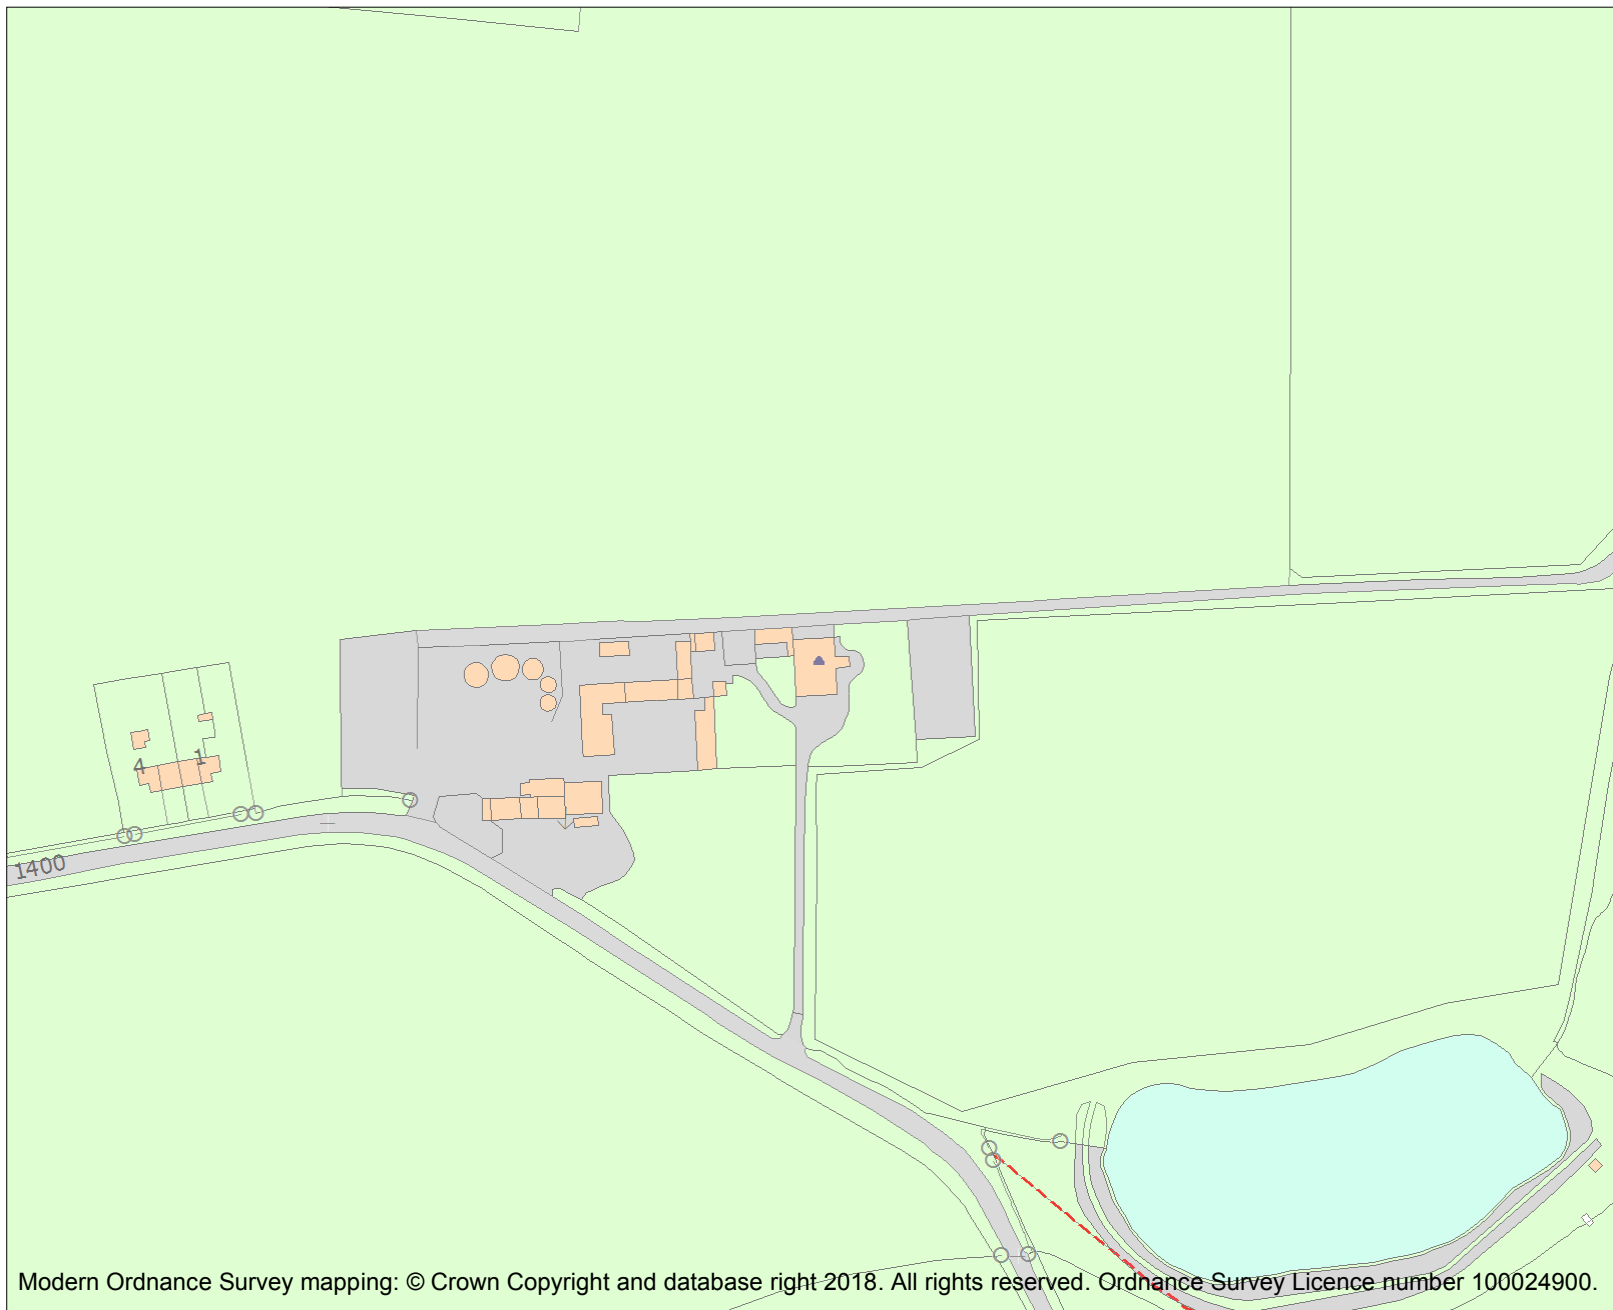 4
1
1400
Modern Ordnance Survey mapping: © Crown Copyright and database right 2018. All rights reserved. Ordnance Survey Licence number 100024900.